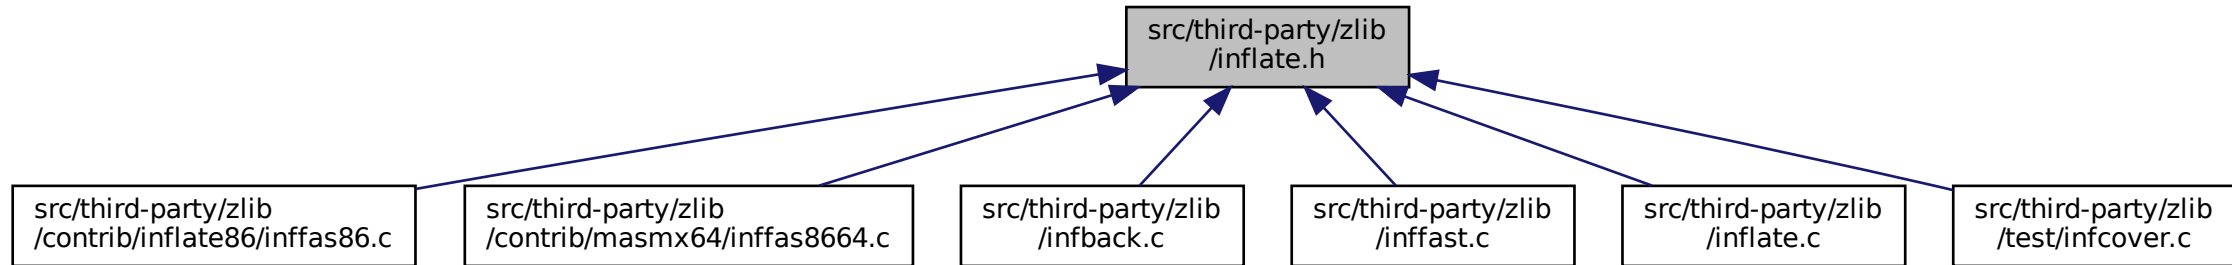 src/third-party/zlib
/inflate.h
src/third-party/zlib
/contrib/inflate86/inffas86.c
src/third-party/zlib
/contrib/masmx64/inffas8664.c
src/third-party/zlib
/infback.c
src/third-party/zlib
/inffast.c
src/third-party/zlib
/inflate.c
src/third-party/zlib
/test/infcover.c